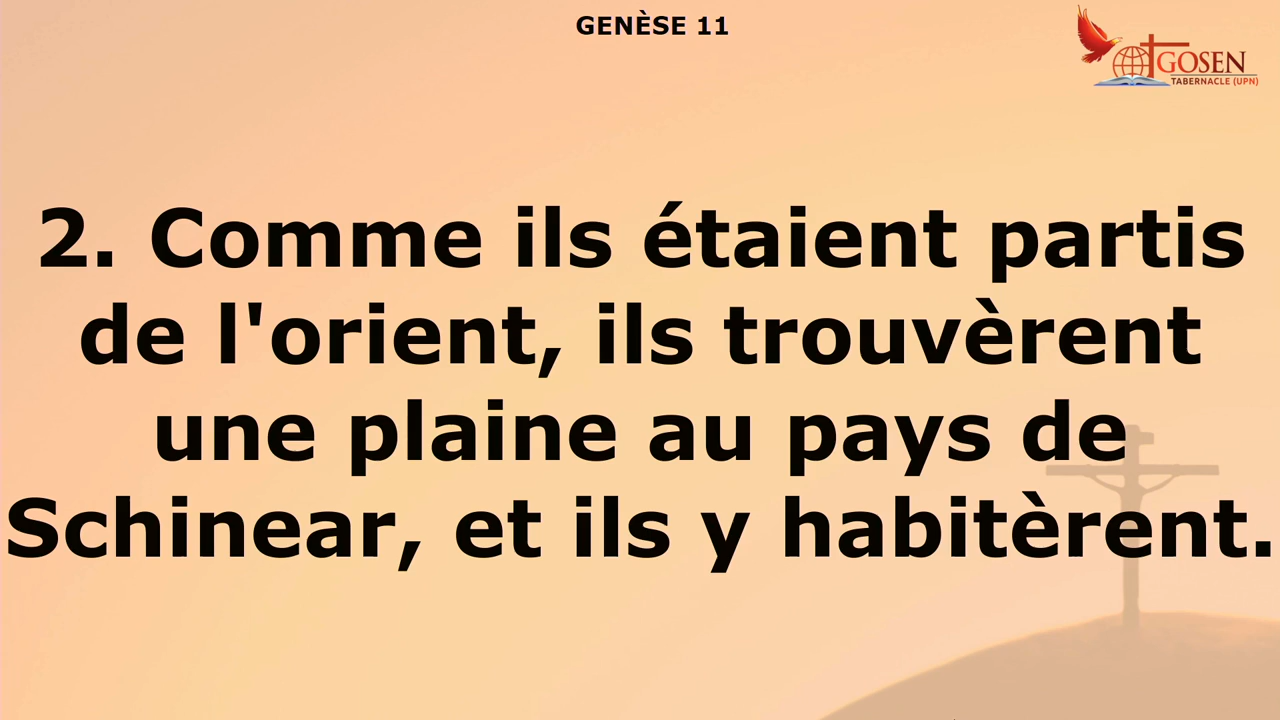 GENÈSE 11
GOSEN
TABERNACLE (UPN)
2. Comme ils étaient partis
de l'orient, ils trouvèrent
une plaine au pays de
Schinear, et ils y habitèrent.